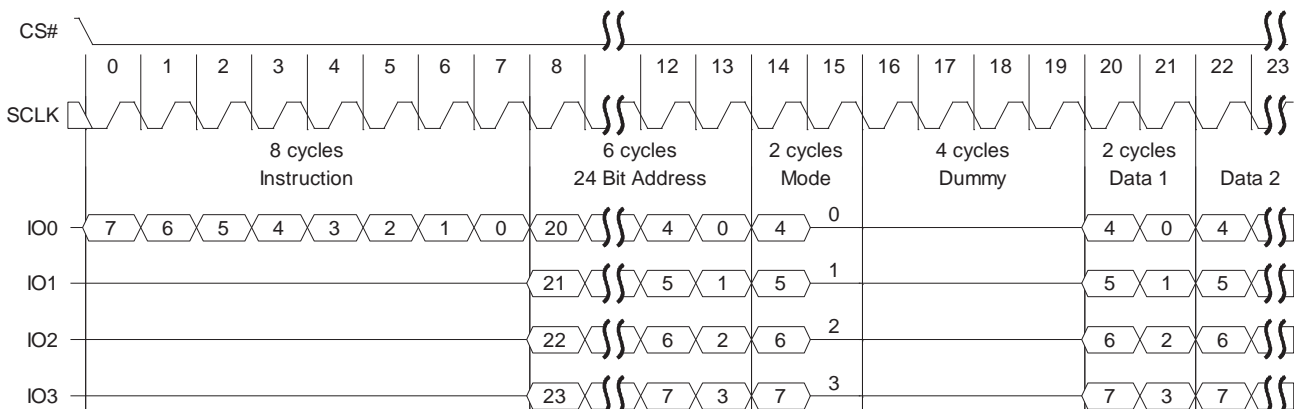 CS#
0 1 2 3 4 5 6 7 8 12 13 14 15 16 17 18 19 20 21 22 23
SCLK
8 cycles 6 cycles 2 cycles 4 cycles 2 cycles
Instruction 24 Bit Address Mode Dummy Data 1 Data 2
IO0 7 6 5 4 3 2 1 0 20 4 0 4 0 4 0 4
IO1 21 5 1 5 1 5 1 5
IO2 22 6 2 6 2 6 2 6
IO3 23 7 3 7 3 7 3 7